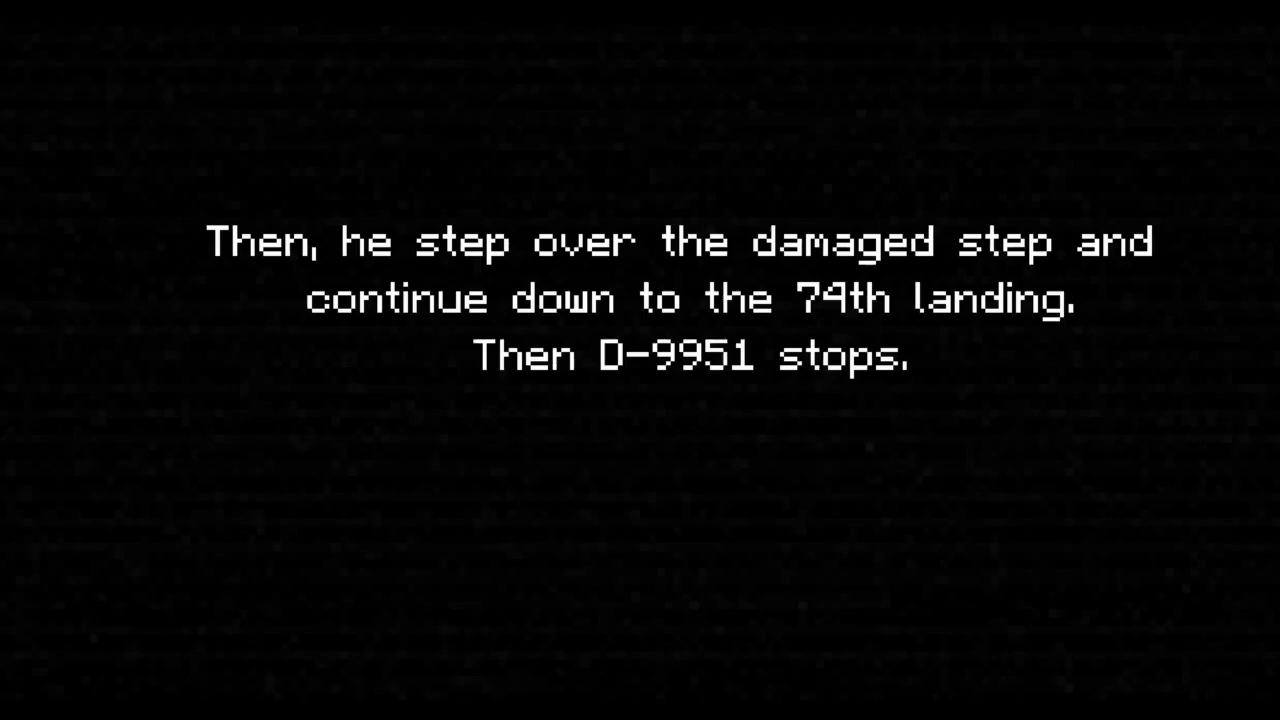 Then, he step over the damaged step and
continue down to the 74th landing.
Then D-9951 stops.